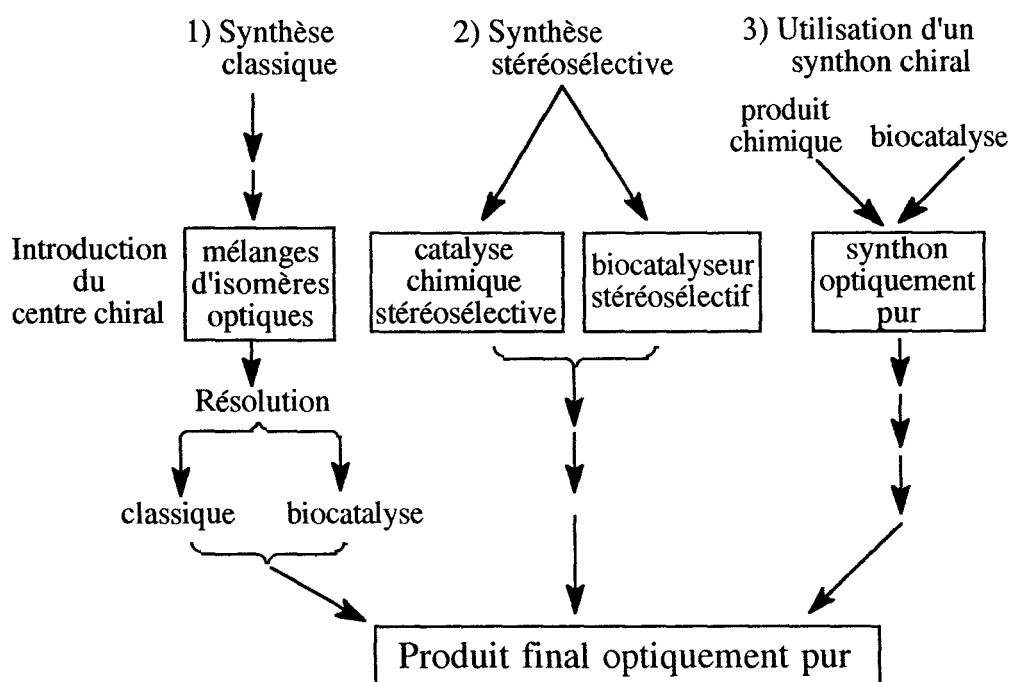 1) Synthèse
classique
2) Synthèse
stéréosélective
3) Utilisation d'un
synthon chiral
produit
chimique
biocatalyse
Introduction
du
centre chiral
mélanges
d'isomères
optiques
catalyse
chimique
stéréosélective
biocatalyseur
stéréosélectif
synthon
optiquement
pur
Résolution
classique
biocatalyse
Produit final optiquement pur